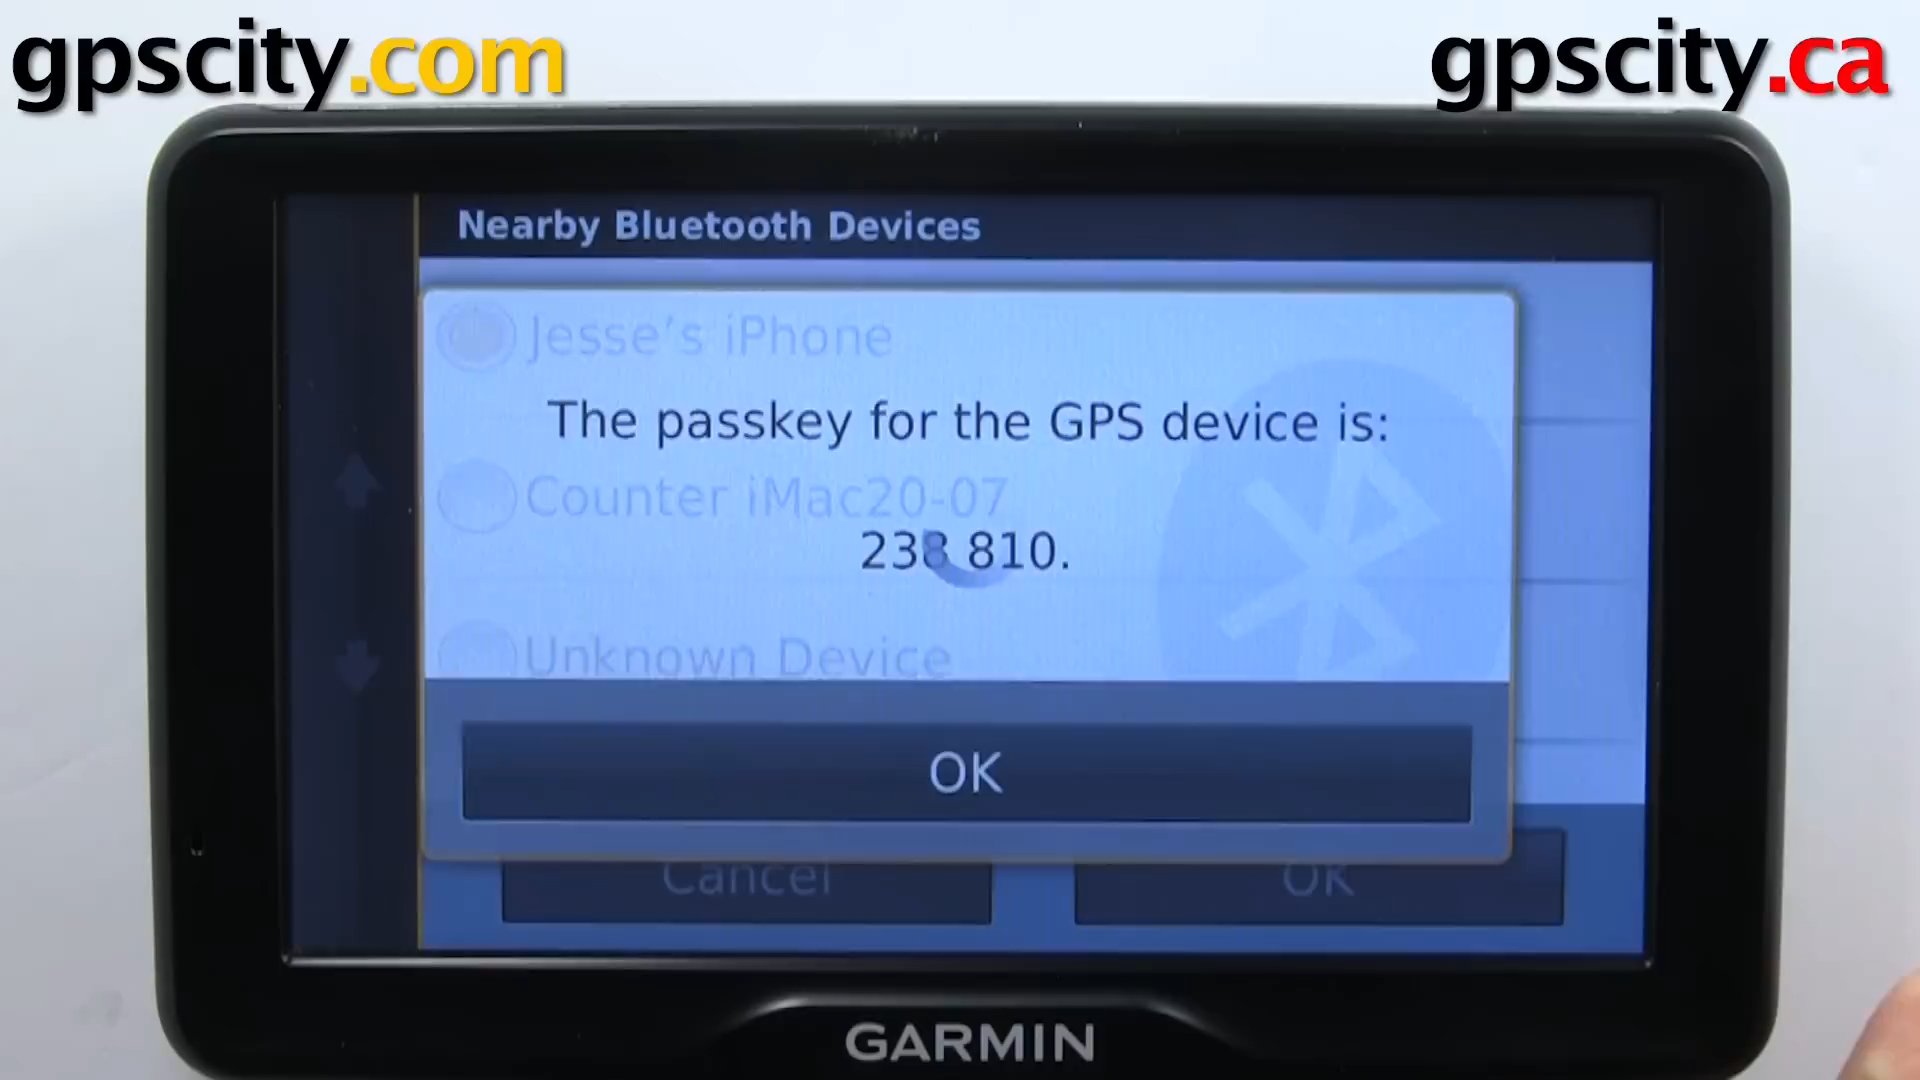 gpscity.com
gpscity.ca
Nearby Bluetooth Devices
Jesse's iPhone
The passkey for the GPS device is:
Counter iMac20-07
238 810.
Unknown Device
OK
Cancel
OK
GARMIN